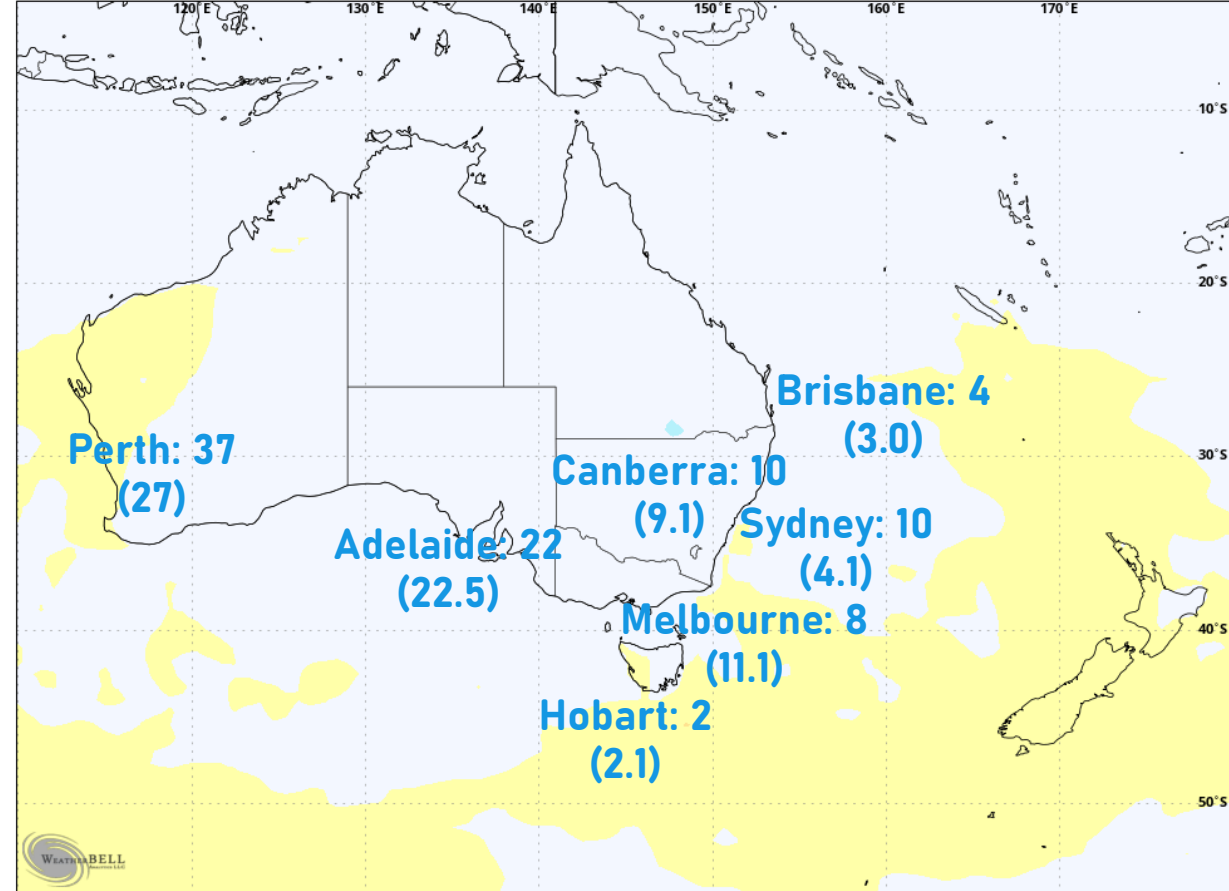 120°E 130°E 140°E 150°E 160°E 170°E
10°S
20°S
Brisbane: 4
(3.0)
Perth: 37
(27)
30°S
Canberra: 10
(9.1)
Sydney: 10
(4.1)
Adelaide: 22
(22.5)
Melbourne: 8
(11.1)
40°S
Hobart: 2
(2.1)
50°S
WEATHERBELL